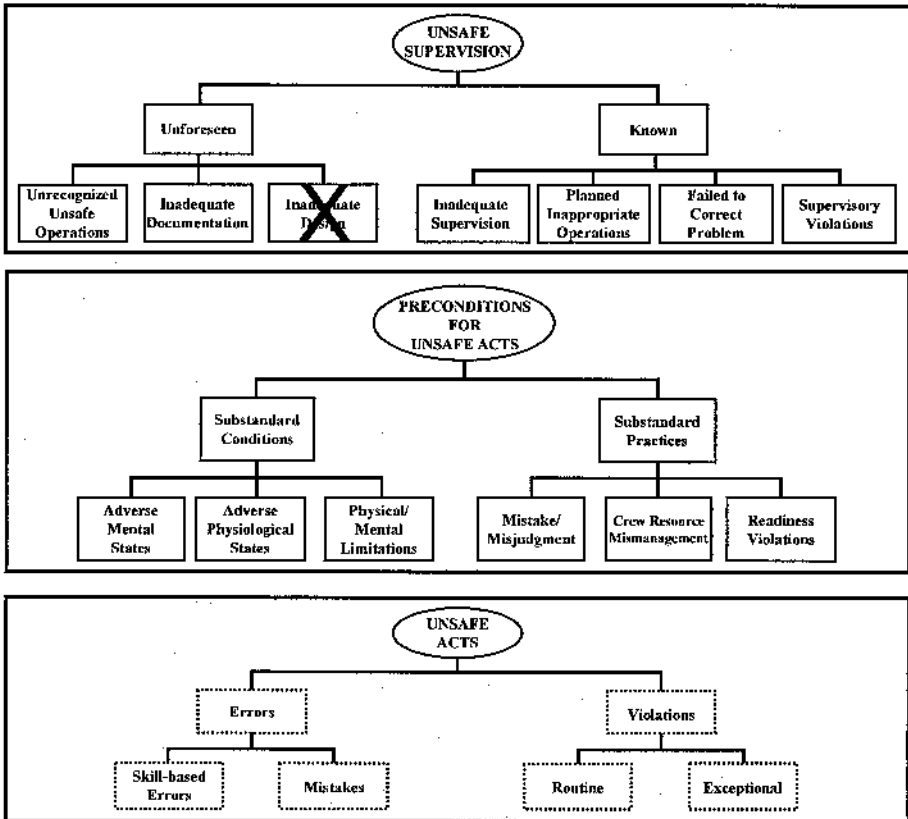 UNSAFE
SUPERVISION
Unforeseen
Known
Unrecognized
Unsafe
Operations
Inadequate
Documentation
Inadequate
Design
Inadequate
Supervision
Planned
Inappropriate
Operations
Failed to
Correct
Problem
Supervisory
Violations
PRECONDITIONS
FOR
UNSAFE ACTS
Substandard
Conditions
Substandard
Practices
Adverse
Mental
States
Adverse
Physiological
States
Physical/
Mental
Limitations
Mistake/
Misjudgment
Crew Resource
Mismanagement
Readiness
Violations
UNSAFE
ACTS
Errors
Violations
Skill-based
Errors
Mistakes
Routine
Exceptional